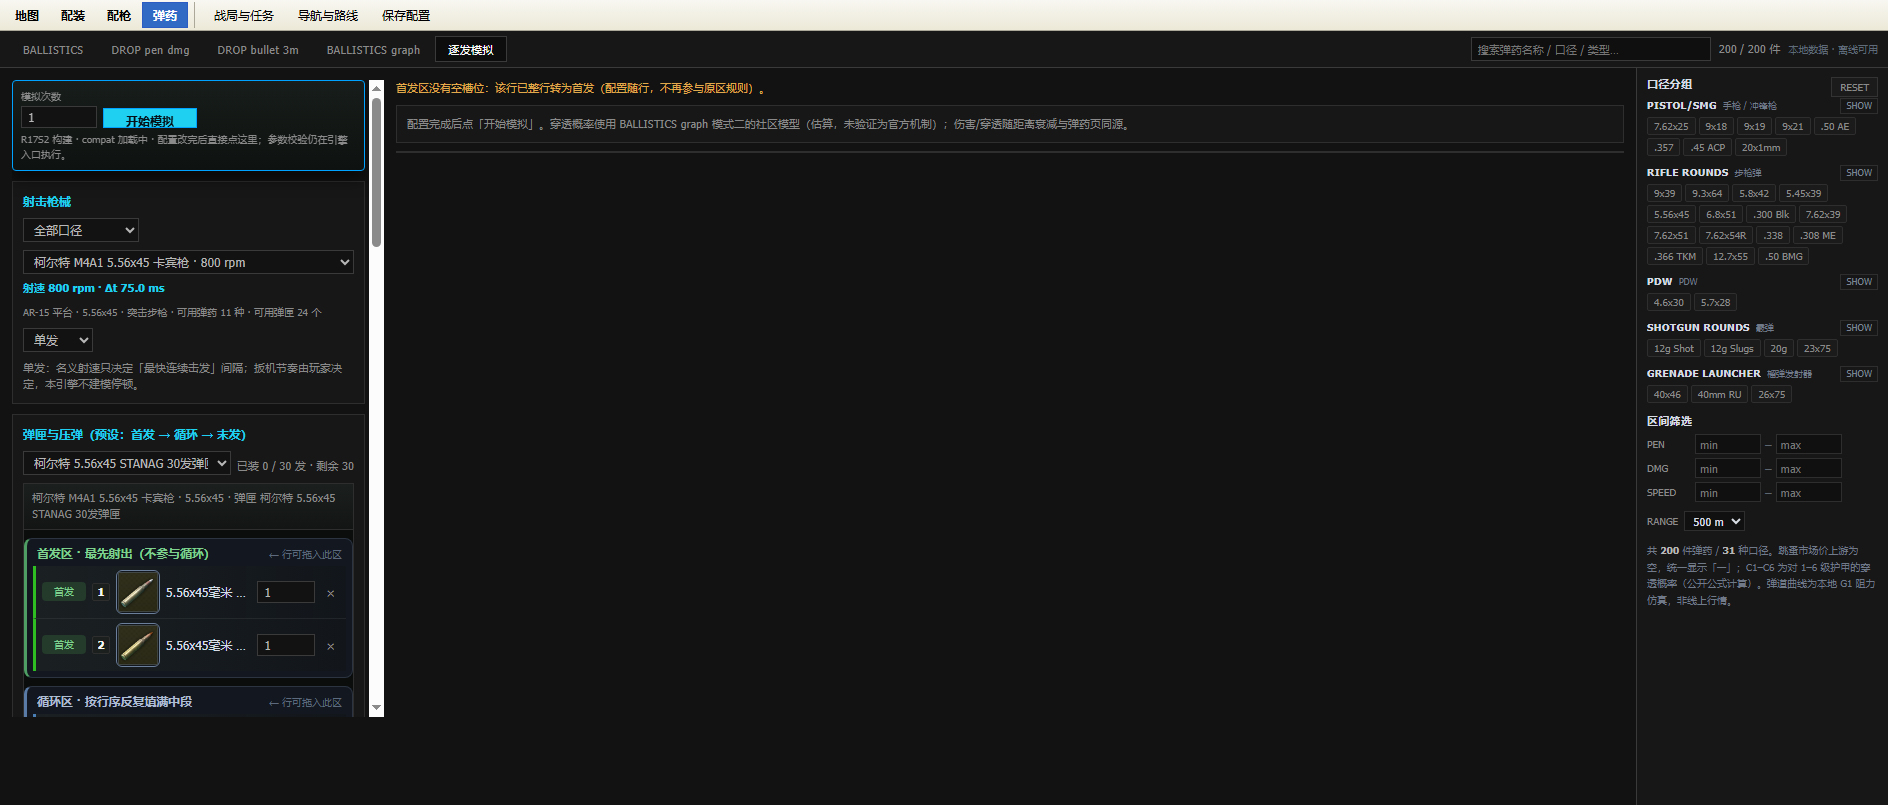 地图 配装 配枪 弹药 战局与任务 导航与路线 保存配置
BALLISTICS DROP pen dmg DROP bullet 3m BALLISTICS graph 逐发模拟 搜索弹药名称 / 口径 / 类型... 200 / 200 件 本地数据 · 离线可用
模拟次数
1 开始模拟
R1752 构建 · compat 加载中 · 配置改完后直接点这里；参数校验仍在引擎
入口执行。
射击枪械
全部口径
柯尔特 M4A1 5.56x45 卡宾枪 · 800 rpm
射速 800 rpm · Δt 75.0 ms
AR-15 平台 · 5.56x45 · 突击步枪 · 可用弹药 11 种 · 可用弹匣 24 个
单发
单发：名义射速只决定「最快连续击发」间隔；扳机节奏由玩家决
定，本引擎不建模停顿。
弹匣与压弹（预设：首发 → 循环 → 末发）
柯尔特 5.56x45 STANAG 30发弹匣 已装 0 / 30 发 · 剩余 30
柯尔特 M4A1 5.56x45 卡宾枪 · 5.56x45 · 弹匣 柯尔特 5.56x45
STANAG 30发弹匣
首发区 · 最先射出（不参与循环） ← 行可拖入此区
首发 1 5.56x45毫米 ... 1 ×
首发 2 5.56x45毫米 ... 1 ×
循环区 · 按行序反复填满中段 ← 行可拖入此区
首发区没有空槽位：该行已整行转为首发（配置随行，不再参与原区规则）。
配置完成后点「开始模拟」。穿透概率使用 BALLISTICS graph 模式二的社区模型（估算，未验证为官方机制）；伤害/穿透随距离衰减与弹药页同源。
口径分组 RESET
PISTOL/SMG 手枪 / 冲锋枪 SHOW
7.62x25 9x18 9x19 9x21 .50 AE
.357 .45 ACP 20x1mm
RIFLE ROUNDS 步枪弹 SHOW
9x39 9.3x64 5.8x42 5.45x39
5.56x45 6.8x51 .300 Blk 7.62x39
7.62x51 7.62x54R .338 .308 ME
.366 TKM 12.7x55 .50 BMG
PDW PDW SHOW
4.6x30 5.7x28
SHOTGUN ROUNDS 霰弹 SHOW
12g Shot 12g Slugs 20g 23x75
GRENADE LAUNCHER 榴弹发射器 SHOW
40x46 40mm RU 26x75
区间筛选
PEN min — max
DMG min — max
SPEED min — max
RANGE 500 m
共 200 件弹药 / 31 种口径。跳蚤市场价上游为
空，统一显示「—」；C1–C6 为对 1–6 级护甲的穿
透概率（公开公式计算）。弹道曲线为本地 G1 阻力
仿真，非线上行情。